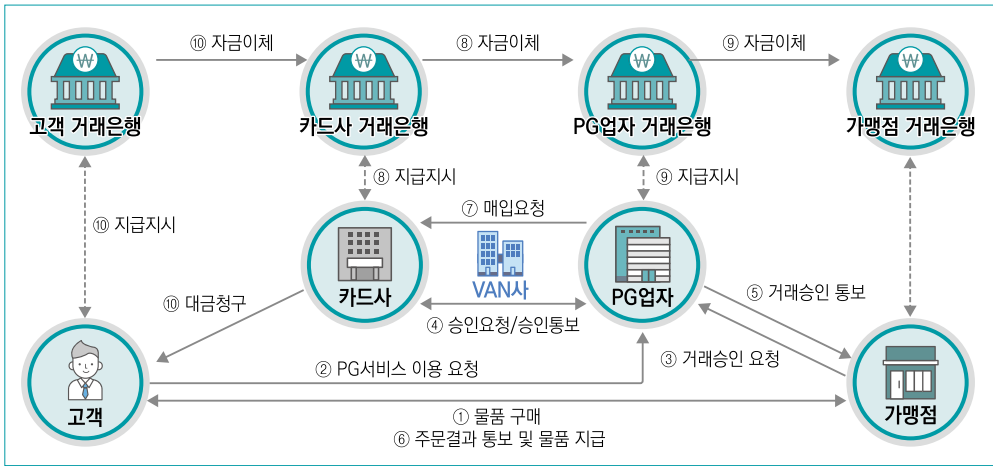 ⑩ 자금이체
⑧ 자금이체
⑨ 자금이체
₩
₩
₩
₩
고객 거래은행
카드사 거래은행
PG업자 거래은행
가맹점 거래은행
⑧ 지급지시
⑨ 지급지시
⑩ 지급지시
⑦ 매입요청
VAN사
카드사
PG업자
⑤ 거래승인 통보
⑩ 대금청구
④ 승인요청/승인통보
③ 거래승인 요청
② PG서비스 이용 요청
고객
가맹점
① 물품 구매
⑥ 주문결과 통보 및 물품 지급